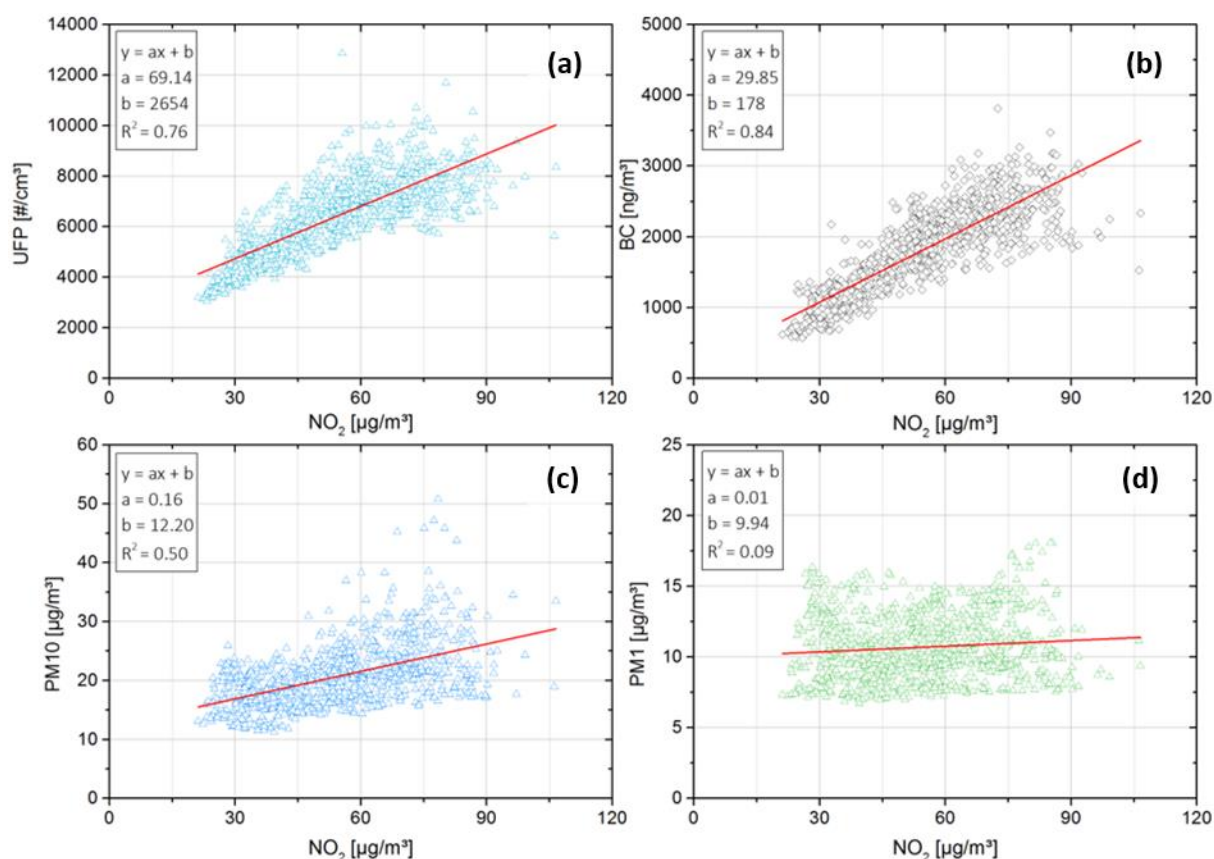 14000
12000
10000
8000
6000
4000
2000
0
UFP [#/cm³]
y = ax + b
a = 69.14
b = 2654
R² = 0.76
(a)
0 30 60 90 120
NO₂ [µg/m³]
5000
4000
3000
2000
1000
0
BC [ng/m³]
y = ax + b
a = 29.85
b = 178
R² = 0.84
(b)
0 30 60 90 120
NO₂ [µg/m³]
60
50
40
30
20
10
0
PM10 [µg/m³]
y = ax + b
a = 0.16
b = 12.20
R² = 0.50
(c)
0 30 60 90 120
NO₂ [µg/m³]
25
20
15
10
5
0
PM1 [µg/m³]
y = ax + b
a = 0.01
b = 9.94
R² = 0.09
(d)
0 30 60 90 120
NO₂ [µg/m³]